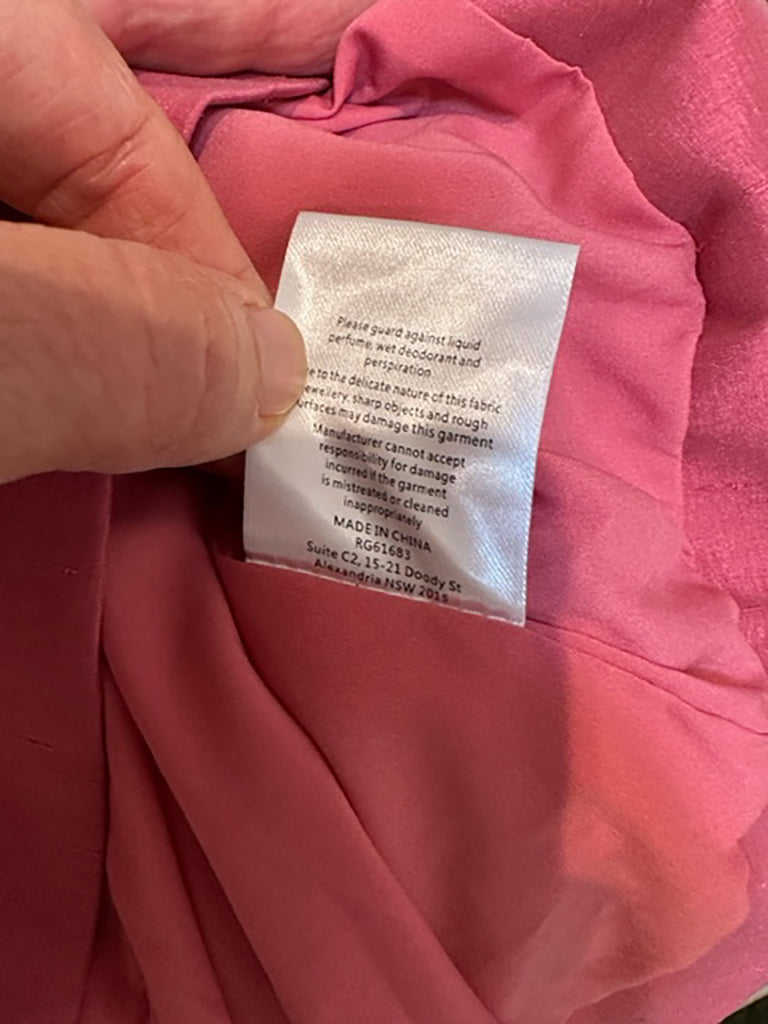 Please guard against liquid
perfume, wet deodorant and
perspiration
e to the delicate nature of this fabric
ewellery, sharp objects and rough
urfaces may damage this garment
Manufacturer cannot accept
responsibility for damage
incurred if the garment
is mistreated or cleaned
inappropriately
MADE IN CHINA
RG61683
Suite C2, 15-21 Doody St
Alexandria NSW 2015